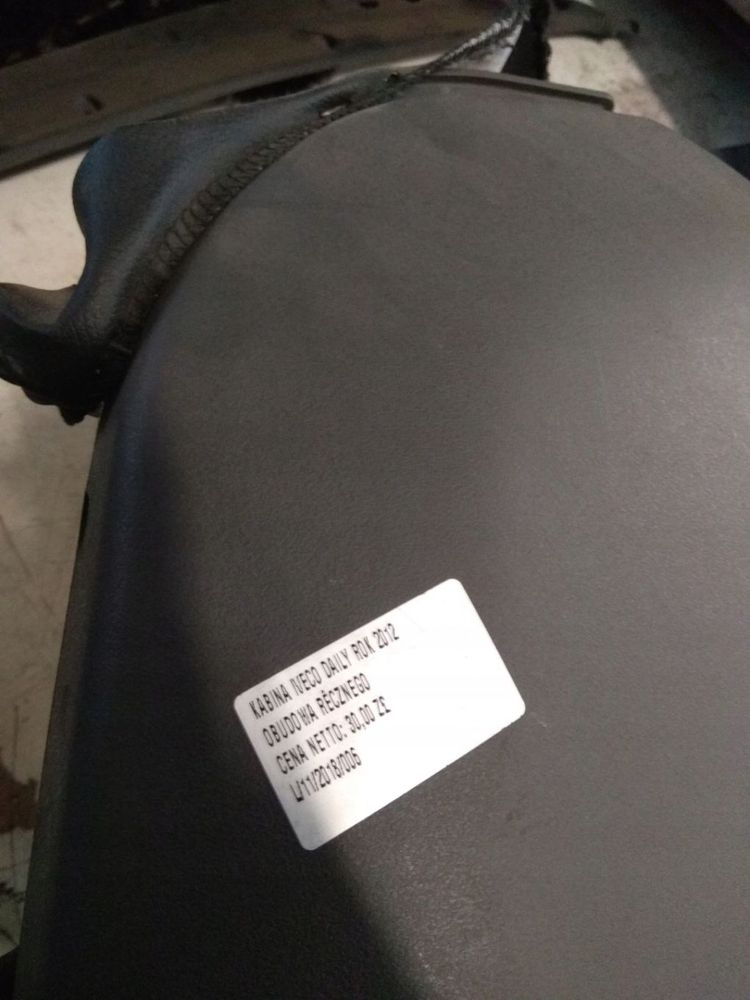 KABINA IVECO DAILY ROK 2012
OBUDOWA RĘCZNEGO
CENA NETTO: 30,00 ZŁ
L/11/2018/006